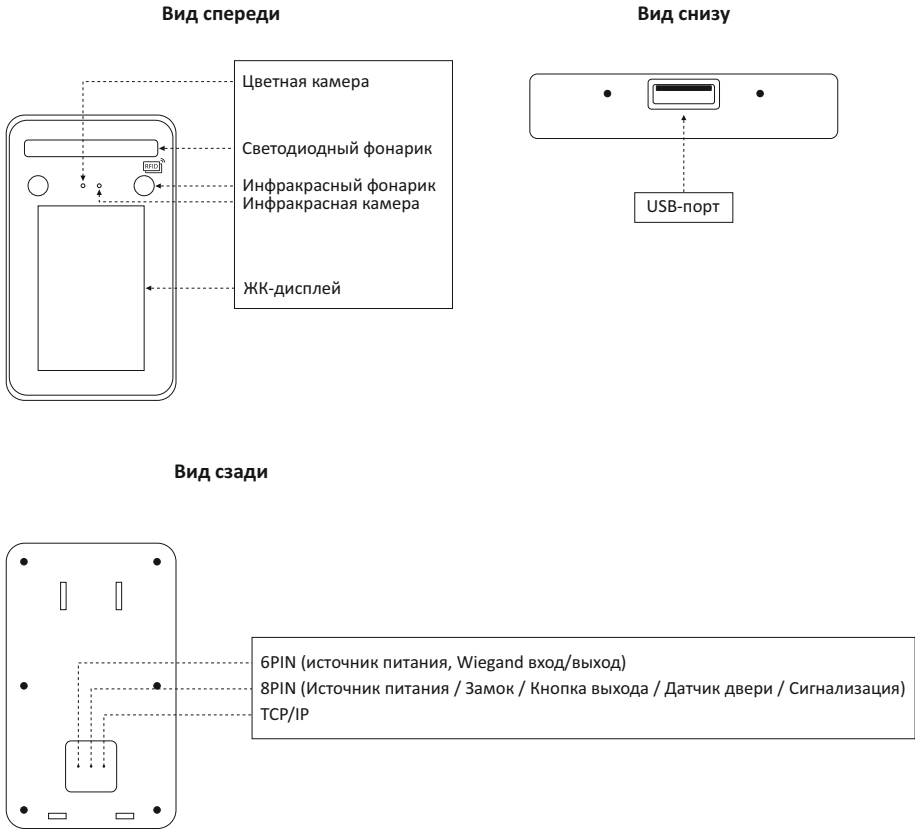 Вид спереди
Вид снизу
Цветная камера
Светодиодный фонарик
RFID
Инфракрасный фонарик
Инфракрасная камера
USB-порт
ЖК-дисплей
Вид сзади
6PIN (источник питания, Wiegand вход/выход)
8PIN (Источник питания / Замок / Кнопка выхода / Датчик двери / Сигнализация)
TCP/IP